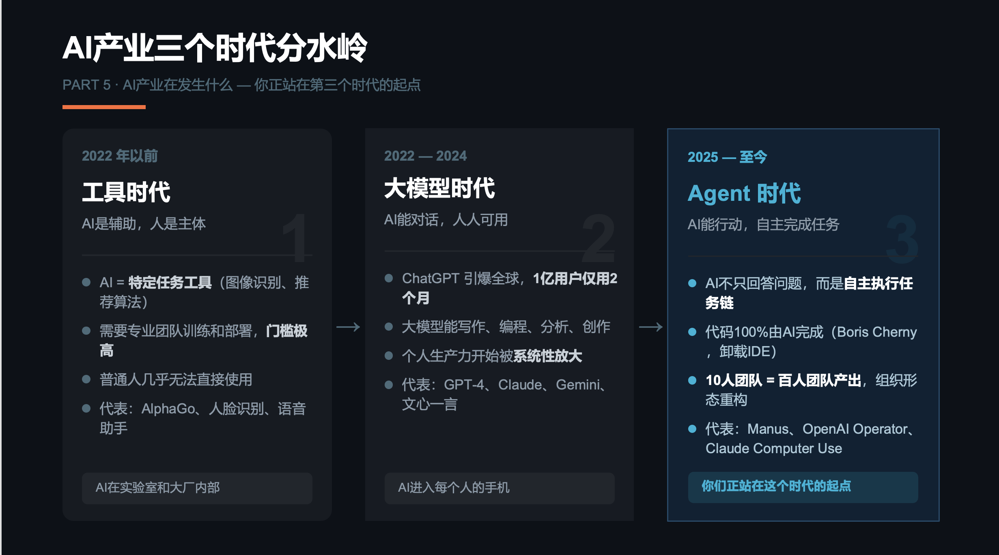 AI产业三个时代分水岭
PART 5 · AI产业在发生什么 — 你正站在第三个时代的起点
2022 年以前
工具时代
AI是辅助，人是主体
1
AI = 特定任务工具（图像识别、推
荐算法）
需要专业团队训练和部署，门槛极
高
普通人几乎无法直接使用
代表：AlphaGo、人脸识别、语音
助手
AI在实验室和大厂内部
→
2022 — 2024
大模型时代
AI能对话，人人可用
2
ChatGPT 引爆全球，1亿用户仅用2
个月
大模型能写作、编程、分析、创作
个人生产力开始被系统性放大
代表：GPT-4、Claude、Gemini、
文心一言
AI进入每个人的手机
→
2025 — 至今
Agent 时代
AI能行动，自主完成任务
3
AI不只回答问题，而是自主执行任
务链
代码100%由AI完成（Boris Cherny
，卸载IDE）
10人团队 = 百人团队产出，组织形
态重构
代表：Manus、OpenAI Operator、
Claude Computer Use
你们正站在这个时代的起点